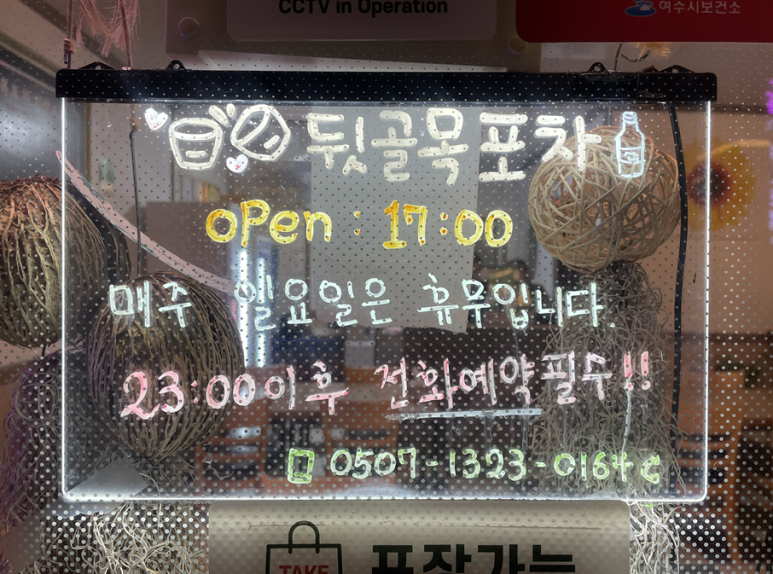 CCTV in Operation
여수시보건소
뒷골목포차
open : 17:00
매주 일요일은 휴무입니다.
23:00이후 전화예약필수!!
0507-1323-0164
TAKE
포장가능